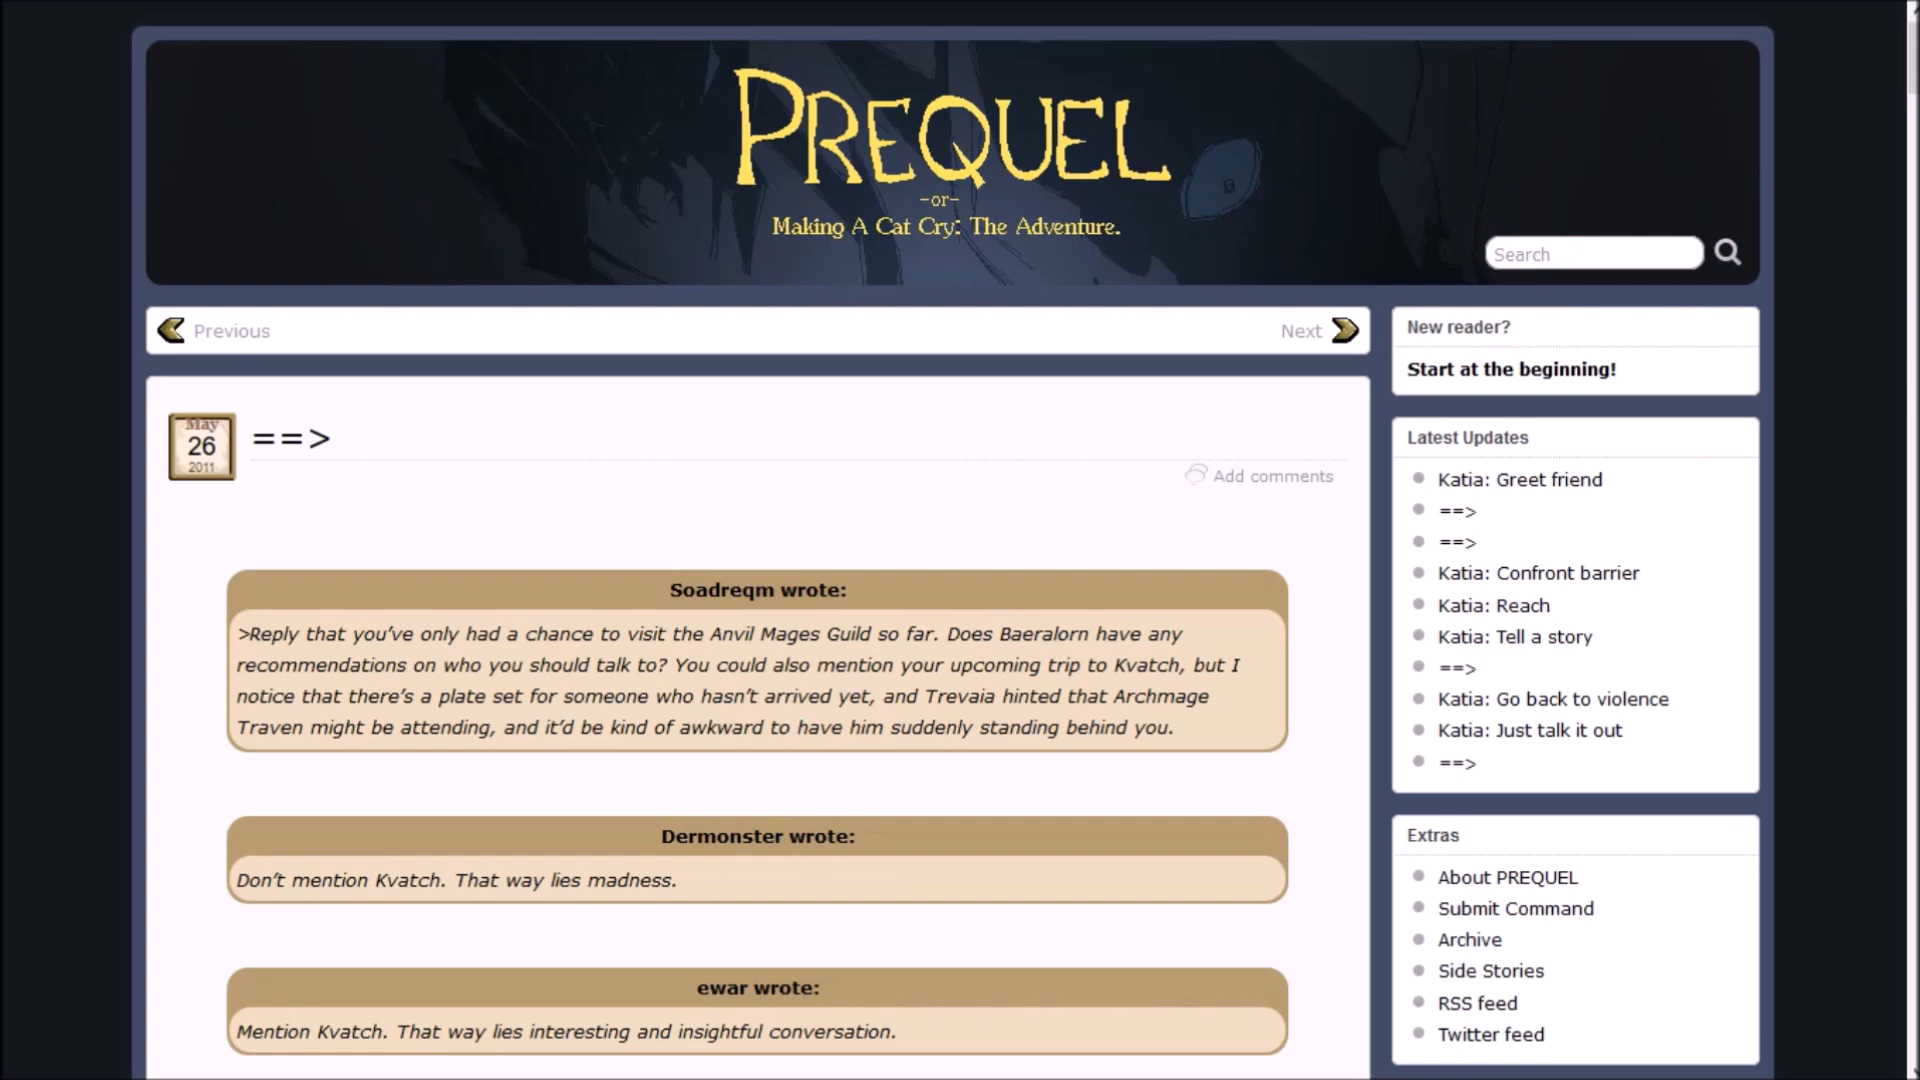 PREQUEL
-or-
Making A Cat Cry: The Adventure.
Search
Previous
Next
May
26
2011
==>
Add comments
Soadreqm wrote:
>Reply that you’ve only had a chance to visit the Anvil Mages Guild so far. Does Baeralorn have any
recommendations on who you should talk to? You could also mention your upcoming trip to Kvatch, but I
notice that there’s a plate set for someone who hasn’t arrived yet, and Trevaia hinted that Archmage
Traven might be attending, and it’d be kind of awkward to have him suddenly standing behind you.
Dermonster wrote:
Don’t mention Kvatch. That way lies madness.
ewar wrote:
Mention Kvatch. That way lies interesting and insightful conversation.
New reader?
Start at the beginning!
Latest Updates
Katia: Greet friend
==>
==>
Katia: Confront barrier
Katia: Reach
Katia: Tell a story
==>
Katia: Go back to violence
Katia: Just talk it out
==>
Extras
About PREQUEL
Submit Command
Archive
Side Stories
RSS feed
Twitter feed